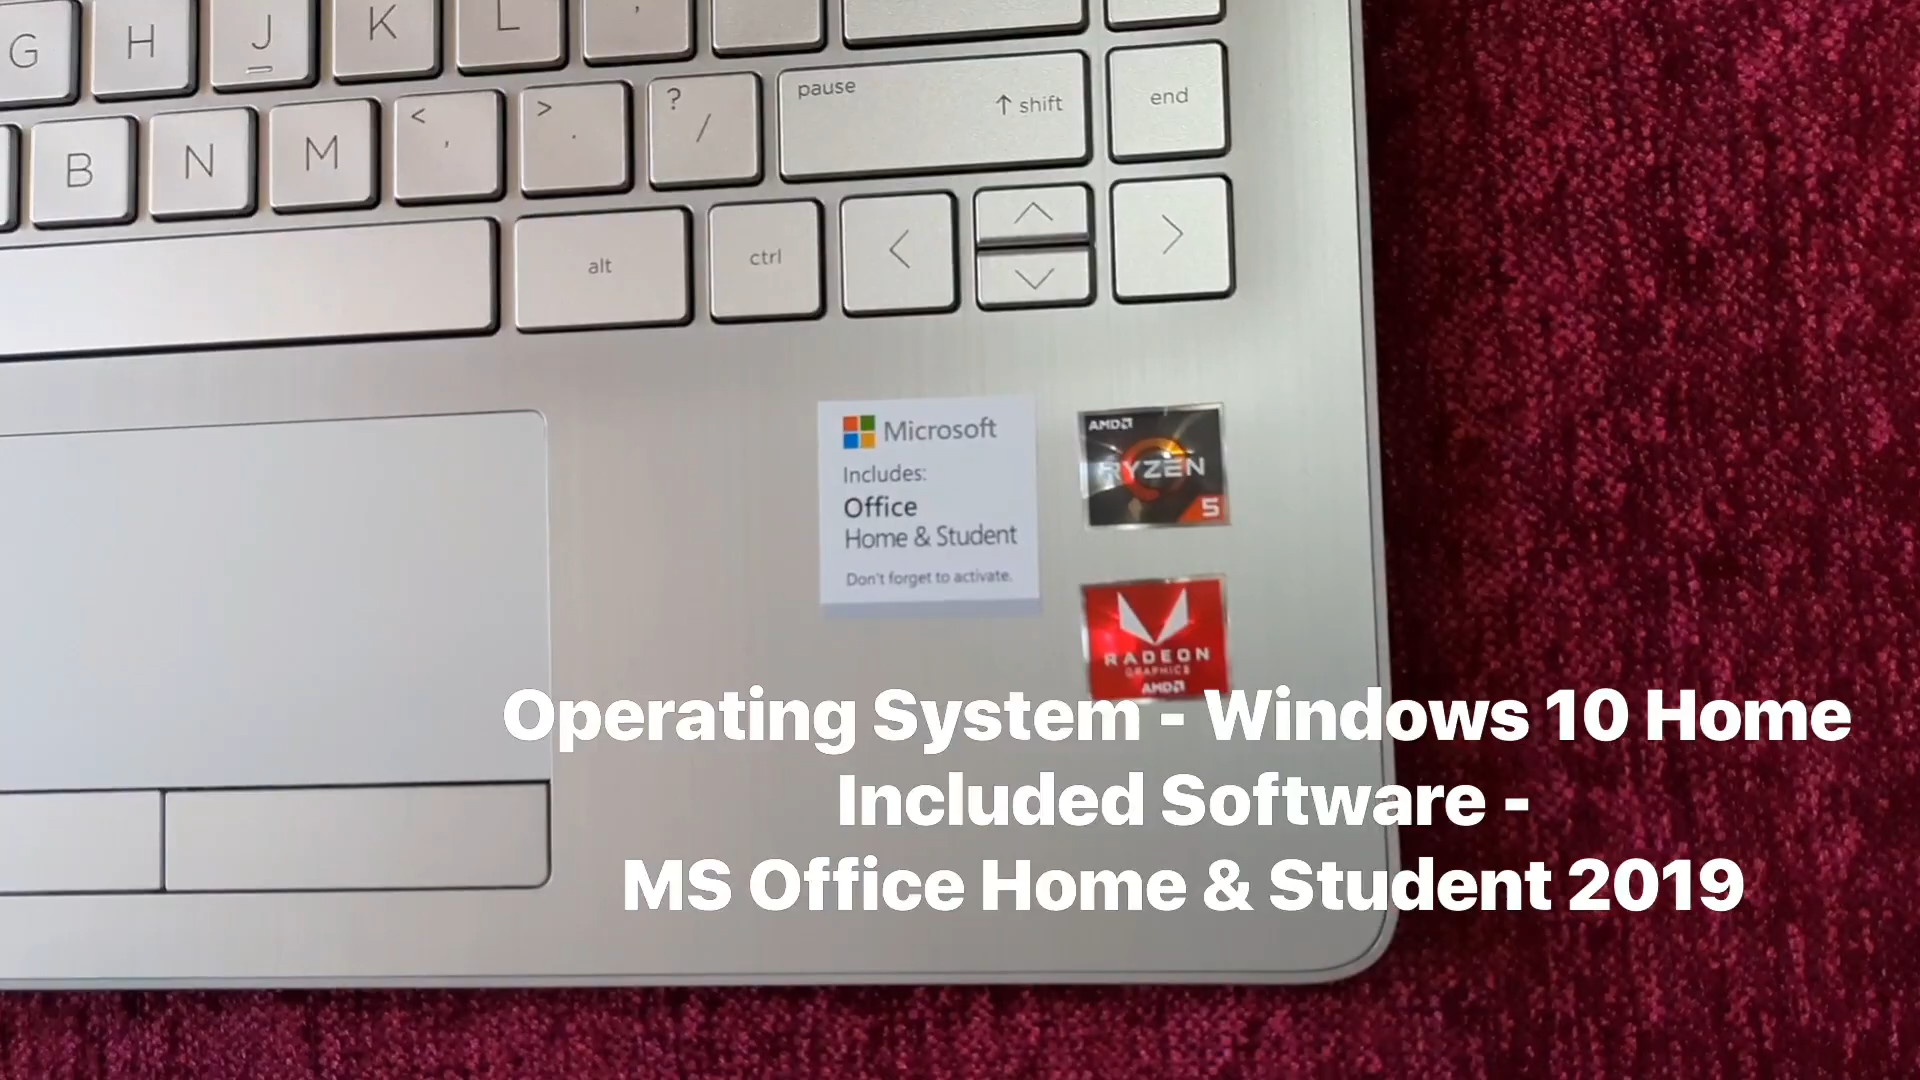 G H J K L ,
B N M < , > . ? / pause ↑ shift end
alt ctrl < ^ v >
Microsoft
Includes:
Office
Home & Student
Don't forget to activate.
AMD
RYZEN
5
RADEON
GRAPHICS
AMD
Operating System - Windows 10 Home
Included Software -
MS Office Home & Student 2019